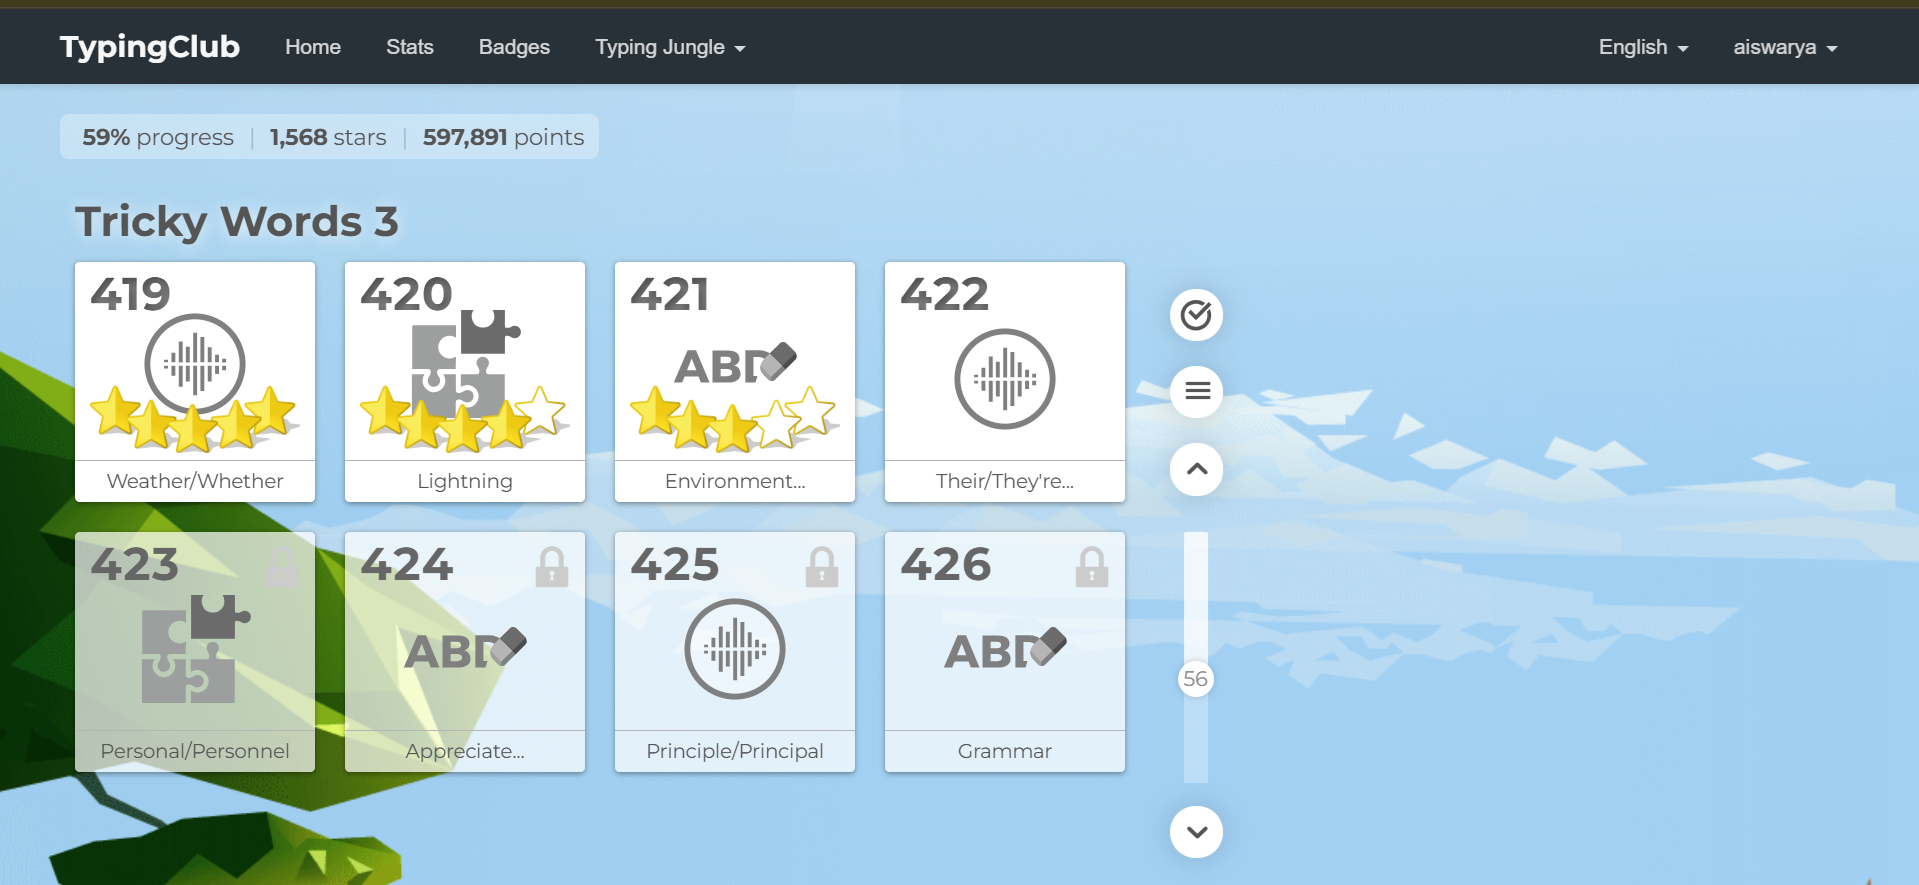 TypingClub Home Stats Badges Typing Jungle English aiswarya
59% progress | 1,568 stars | 597,891 points
Tricky Words 3
419 420 421 422
ABD
Weather/Whether Lightning Environment... Their/They're...
423 424 425 426
ABD ABD
56
Personal/Personnel Appreciate... Principle/Principal Grammar